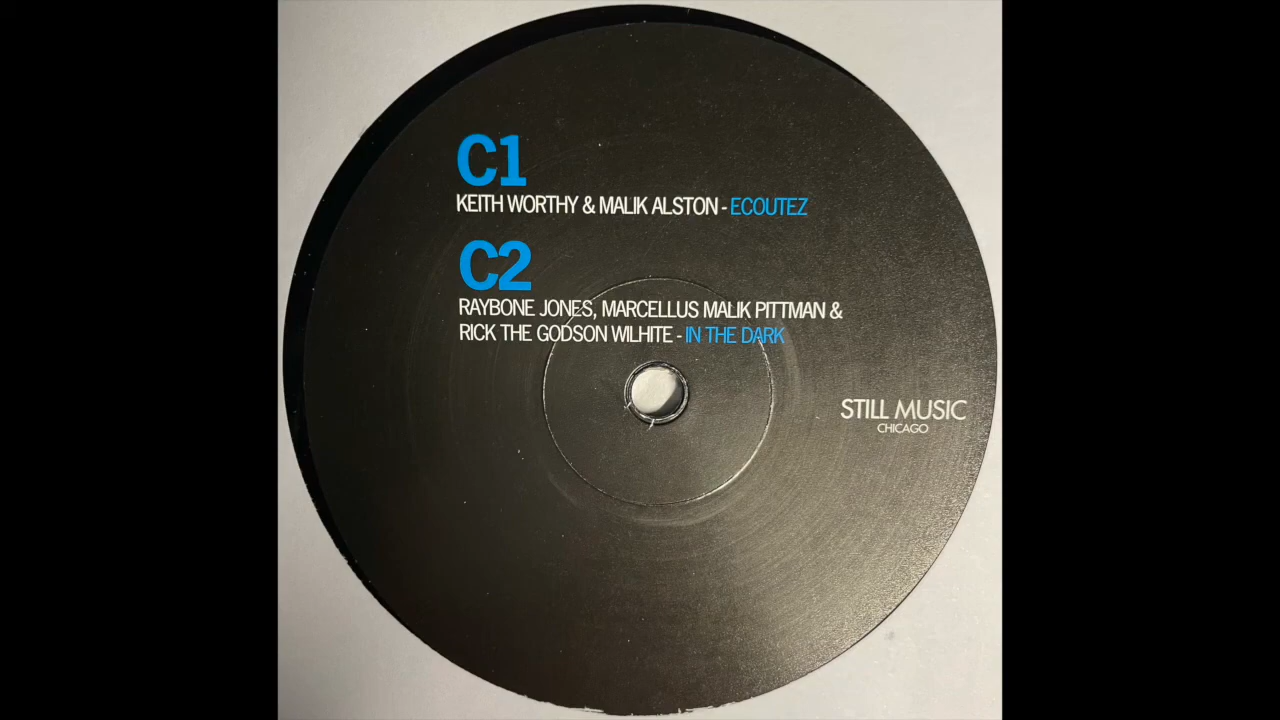 C1
KEITH WORTHY & MALIK ALSTON - ECOUTEZ
C2
RAYBONE JONES, MARCELLUS MALIK PITTMAN &
RICK THE GODSON WILHITE - IN THE DARK
STILL MUSIC
CHICAGO